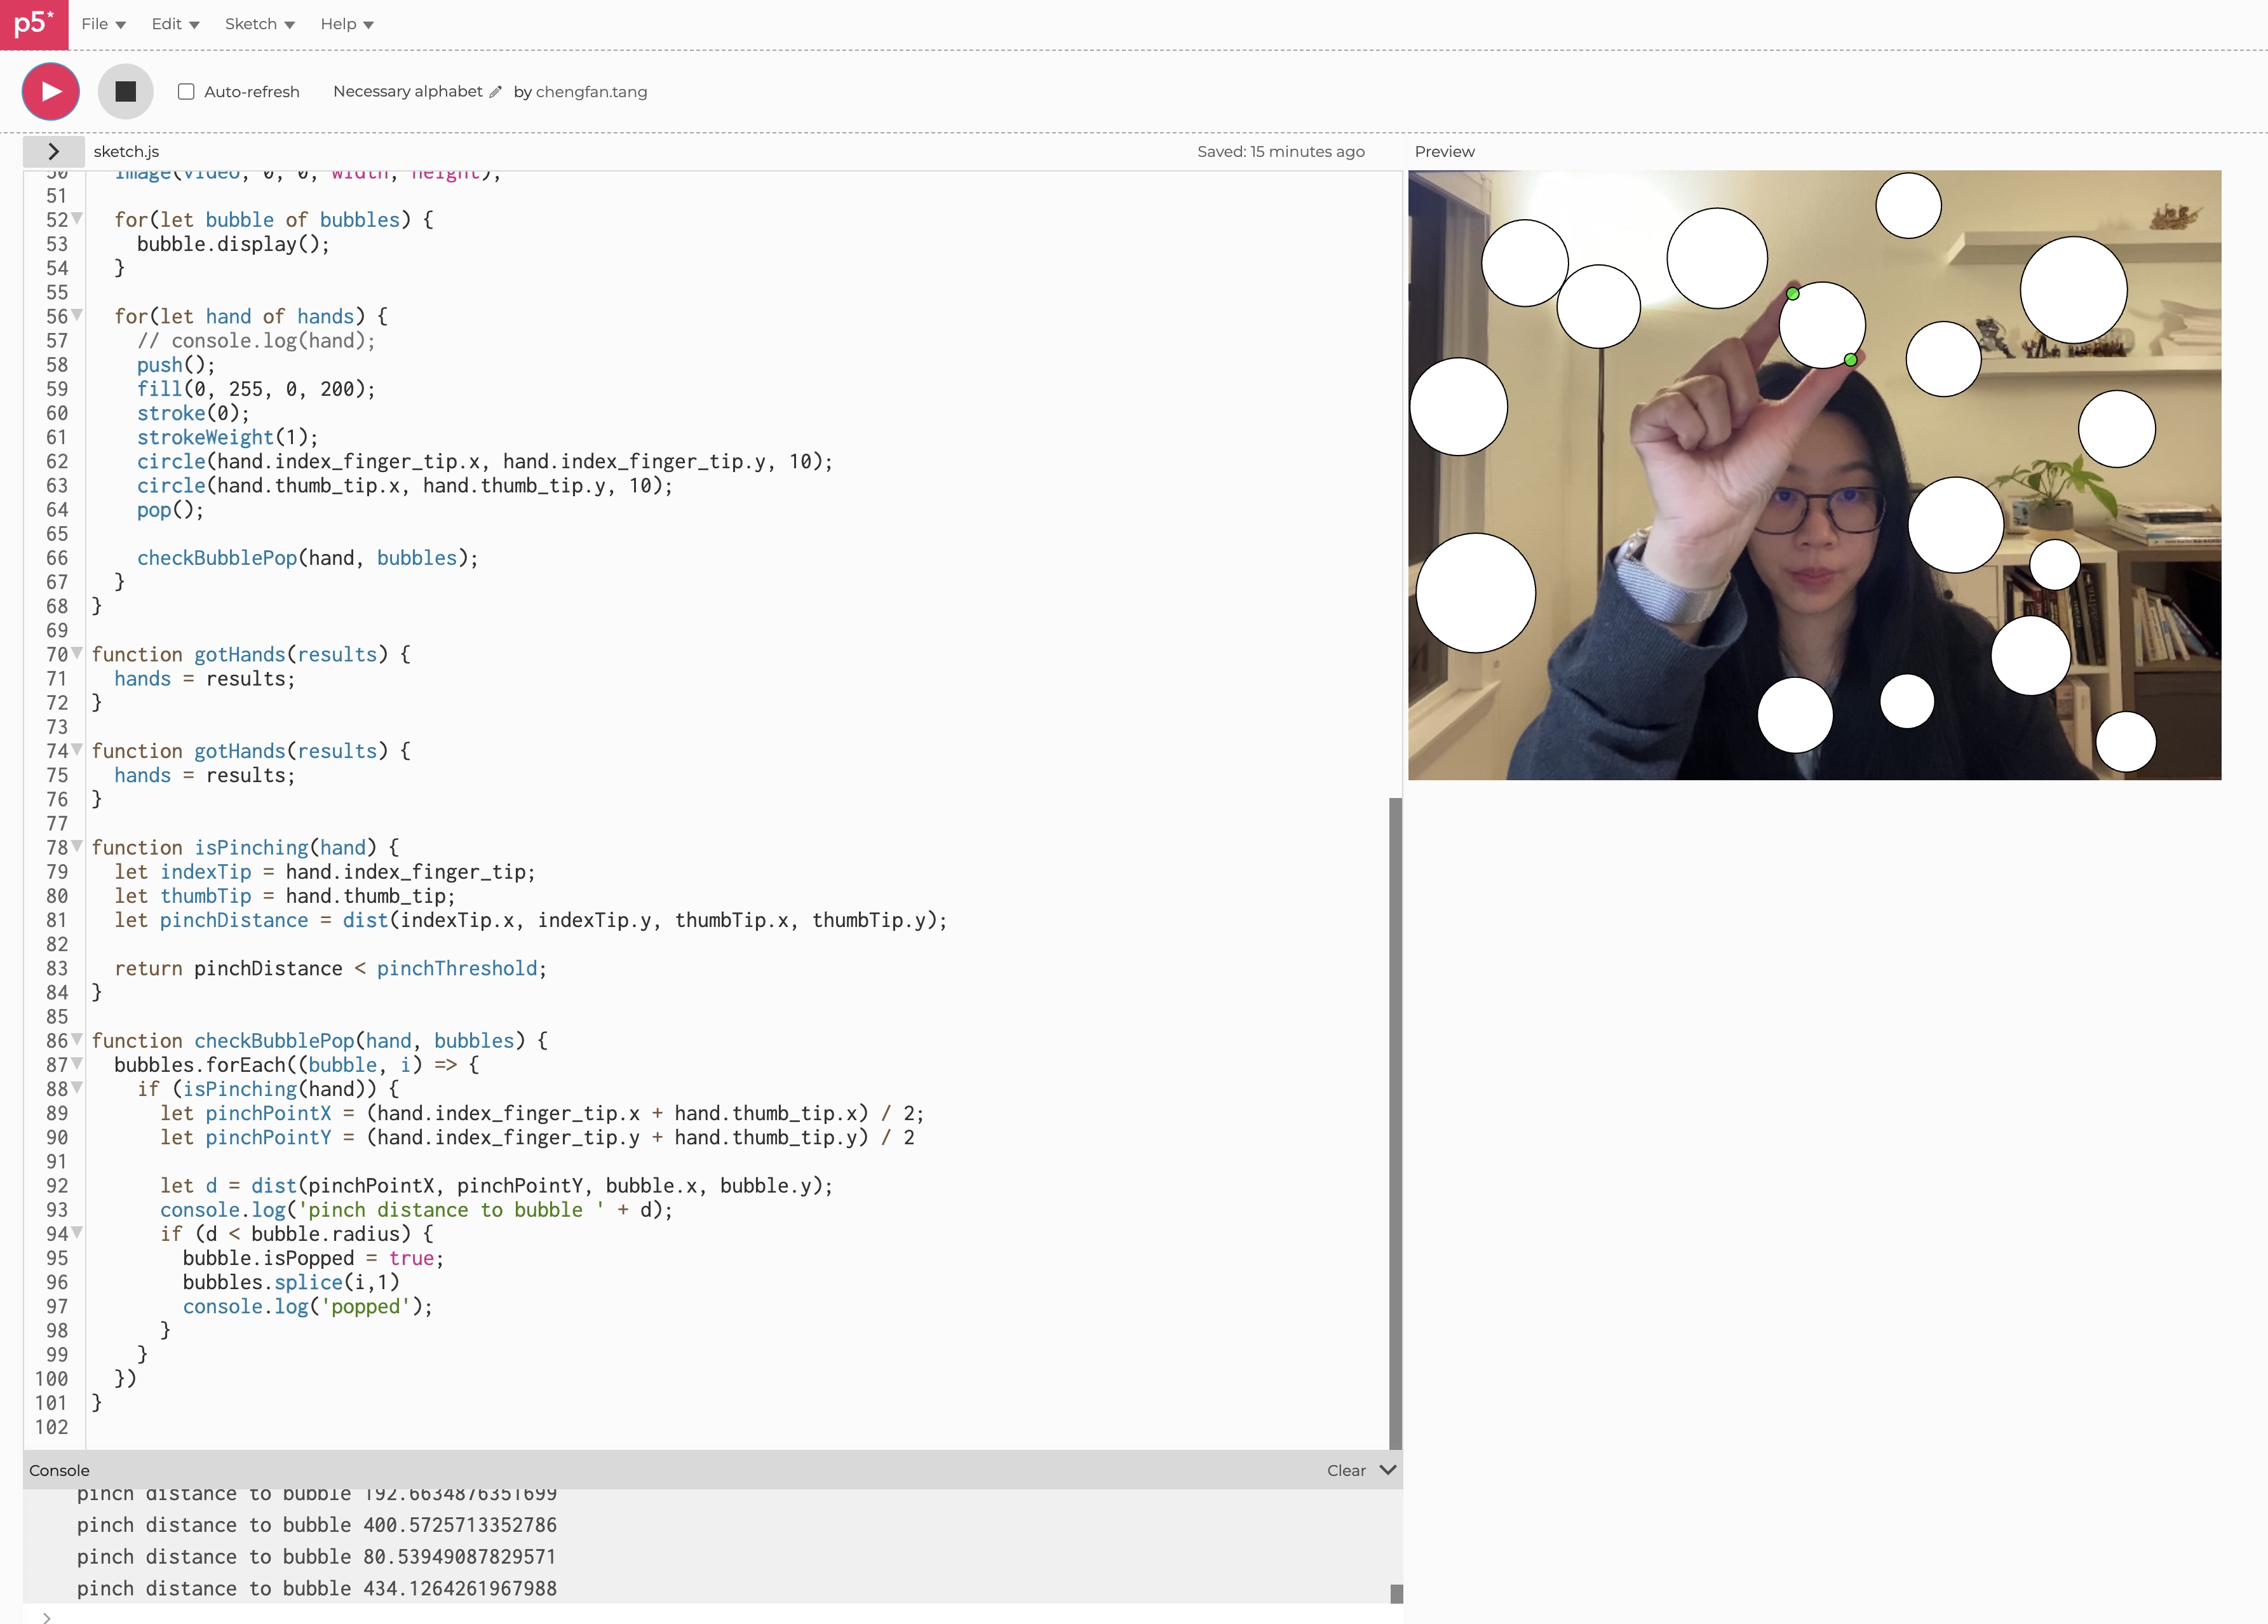 p5*
File Edit Sketch Help
Auto-refresh Necessary alphabet by chengfan.tang
sketch.js Saved: 15 minutes ago Preview
50 image(video, 0, 0, width, height);
51
52 for(let bubble of bubbles) {
53 bubble.display();
54 }
55
56 for(let hand of hands) {
57 // console.log(hand);
58 push();
59 fill(0, 255, 0, 200);
60 stroke(0);
61 strokeWeight(1);
62 circle(hand.index_finger_tip.x, hand.index_finger_tip.y, 10);
63 circle(hand.thumb_tip.x, hand.thumb_tip.y, 10);
64 pop();
65
66 checkBubblePop(hand, bubbles);
67 }
68 }
69
70 function gotHands(results) {
71 hands = results;
72 }
73
74 function gotHands(results) {
75 hands = results;
76 }
77
78 function isPinching(hand) {
79 let indexTip = hand.index_finger_tip;
80 let thumbTip = hand.thumb_tip;
81 let pinchDistance = dist(indexTip.x, indexTip.y, thumbTip.x, thumbTip.y);
82
83 return pinchDistance < pinchThreshold;
84 }
85
86 function checkBubblePop(hand, bubbles) {
87 bubbles.forEach((bubble, i) => {
88 if (isPinching(hand)) {
89 let pinchPointX = (hand.index_finger_tip.x + hand.thumb_tip.x) / 2;
90 let pinchPointY = (hand.index_finger_tip.y + hand.thumb_tip.y) / 2
91
92 let d = dist(pinchPointX, pinchPointY, bubble.x, bubble.y);
93 console.log('pinch distance to bubble ' + d);
94 if (d < bubble.radius) {
95 bubble.isPopped = true;
96 bubbles.splice(i,1)
97 console.log('popped');
98 }
99 }
100 })
101 }
102
Console Clear
pinch distance to bubble 192.6634876351699
pinch distance to bubble 400.5725713352786
pinch distance to bubble 80.53949087829571
pinch distance to bubble 434.1264261967988
>